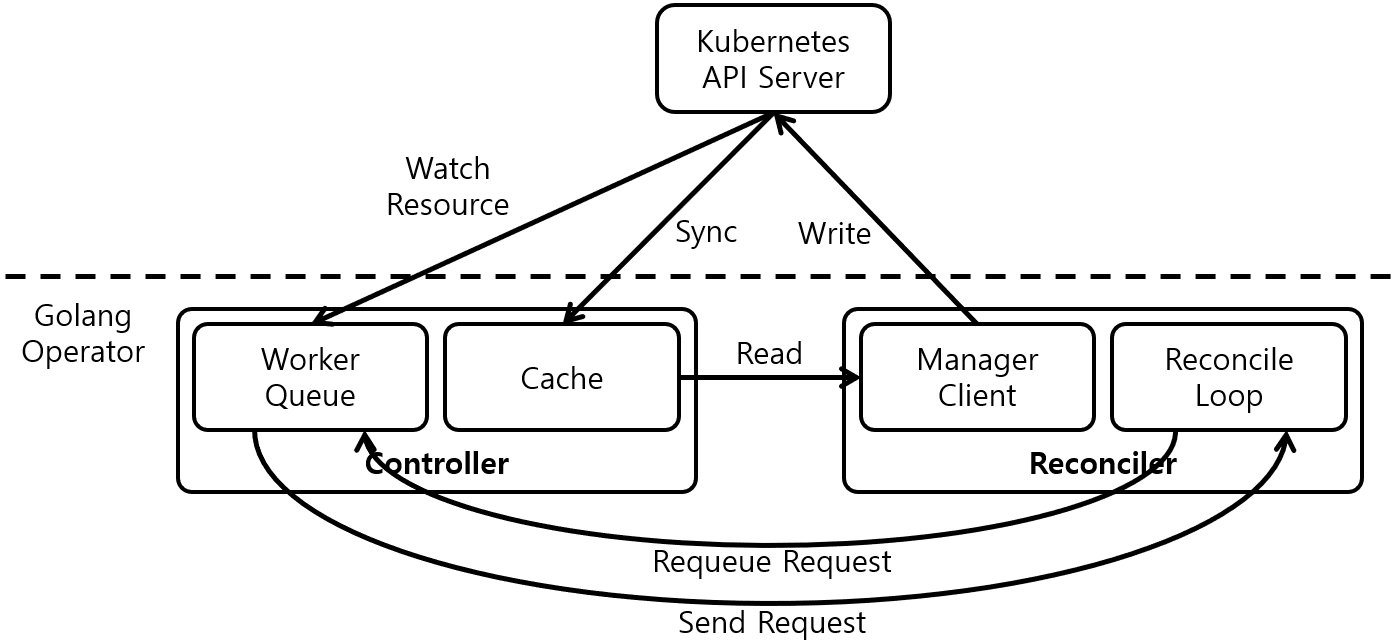 Kubernetes
API Server
Watch
Resource
Sync
Write
Golang
Operator
Worker
Queue
Cache
Read
Manager
Client
Reconcile
Loop
Controller
Reconciler
Requeue Request
Send Request